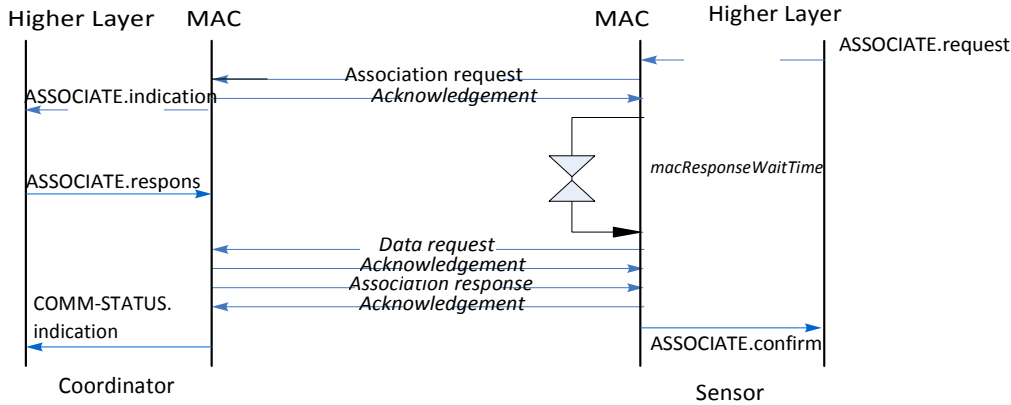 Higher Layer MAC MAC Higher Layer
ASSOCIATE.request
Association request
ASSOCIATE.indication Acknowledgement
macResponseWaitTime
ASSOCIATE.respons
Data request
Acknowledgement
Association response
Acknowledgement
COMM-STATUS.
indication
ASSOCIATE.confirm
Coordinator Sensor